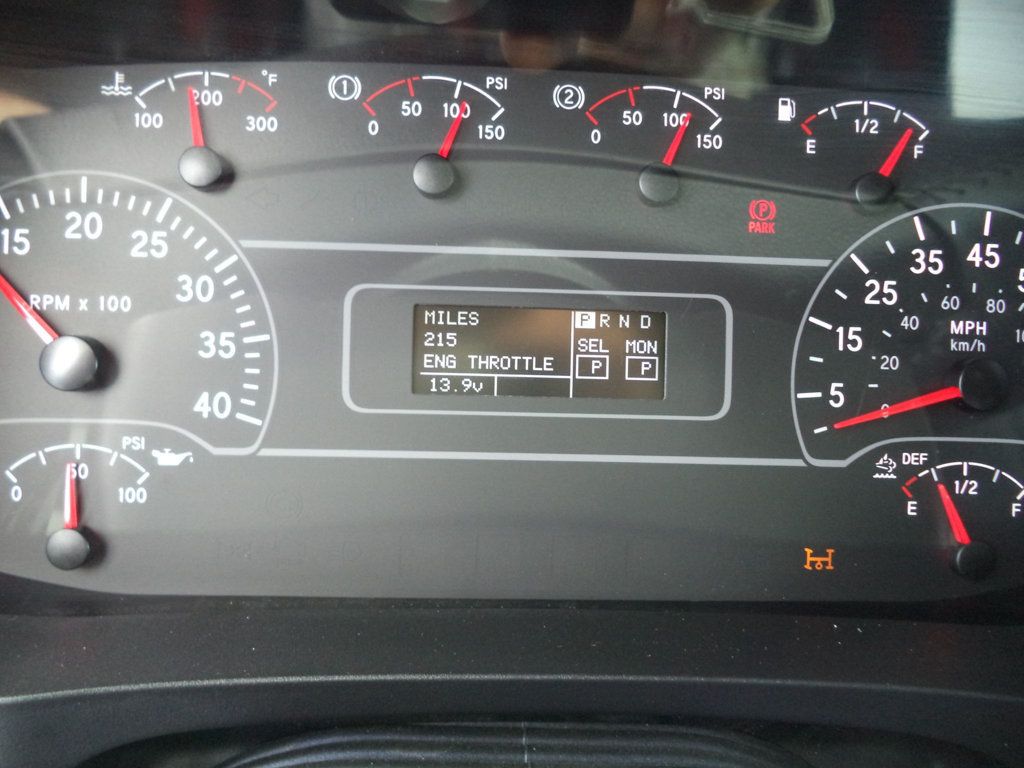 °F
100 200 300
(1) PSI
0 50 100 150
(2) PSI
0 50 100 150
E 1/2 F
P
PARK
15 20 25 30 35 40
RPM x 100
MILES
215
ENG THROTTLE
13.9v
P R N D
SEL MON
P P
5 15 25 35 45
0 20 40 60 80
MPH
km/h
PSI
0 50 100
DEF
E 1/2 F